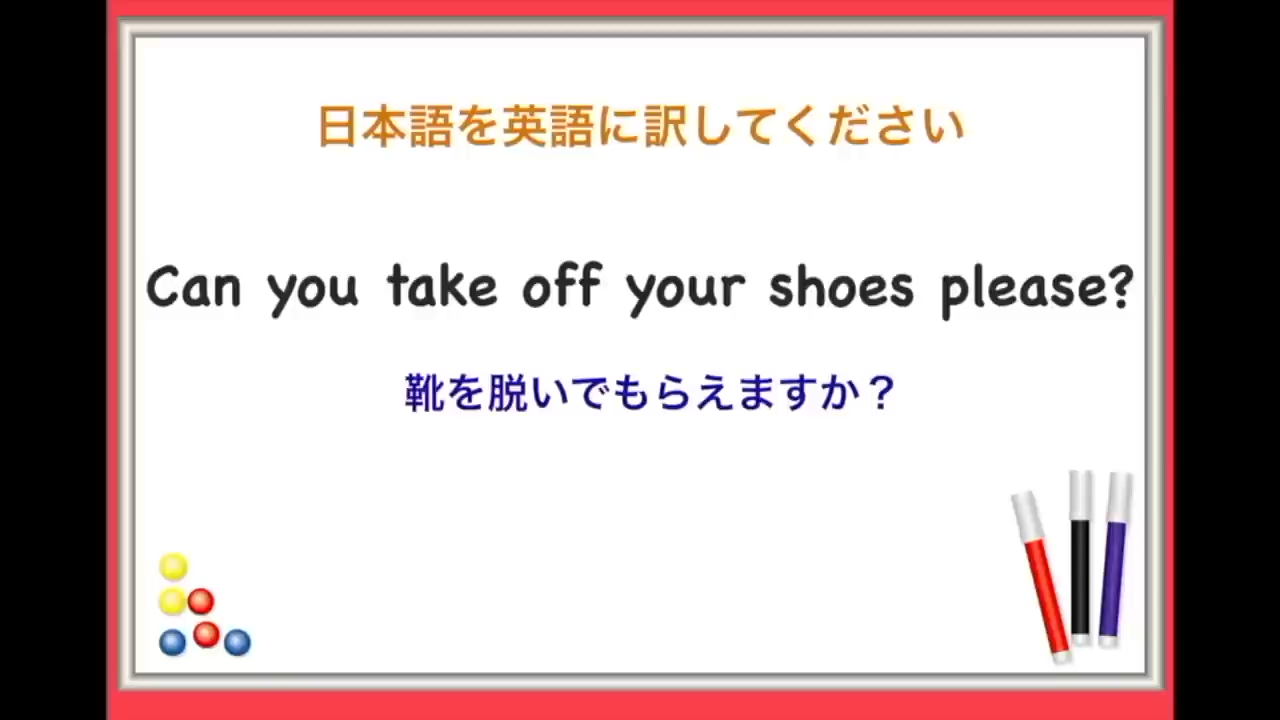 日本語を英語に訳してください
Can you take off your shoes please?
靴を脱いでもらえますか？